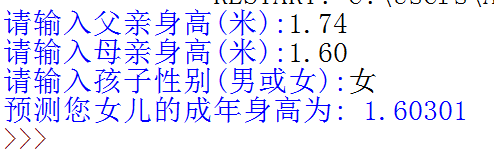 请输入父亲身高(米):1.74
请输入母亲身高(米):1.60
请输入孩子性别(男或女):女
预测您女儿的成年身高为: 1.60301
>>>